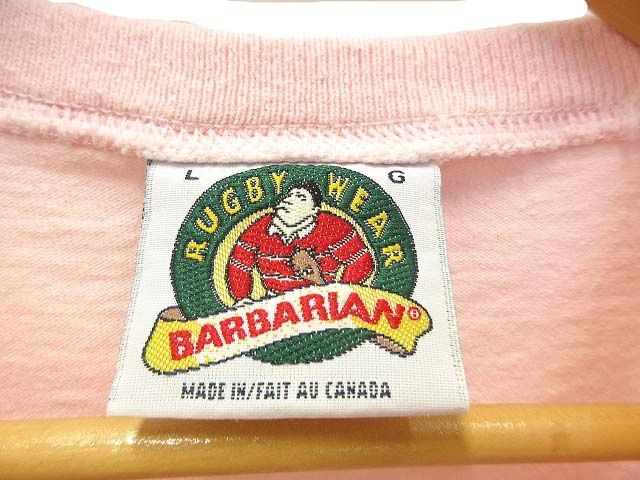 L G
RUGBY WEAR
BARBARIAN®
MADE IN/FAIT AU CANADA